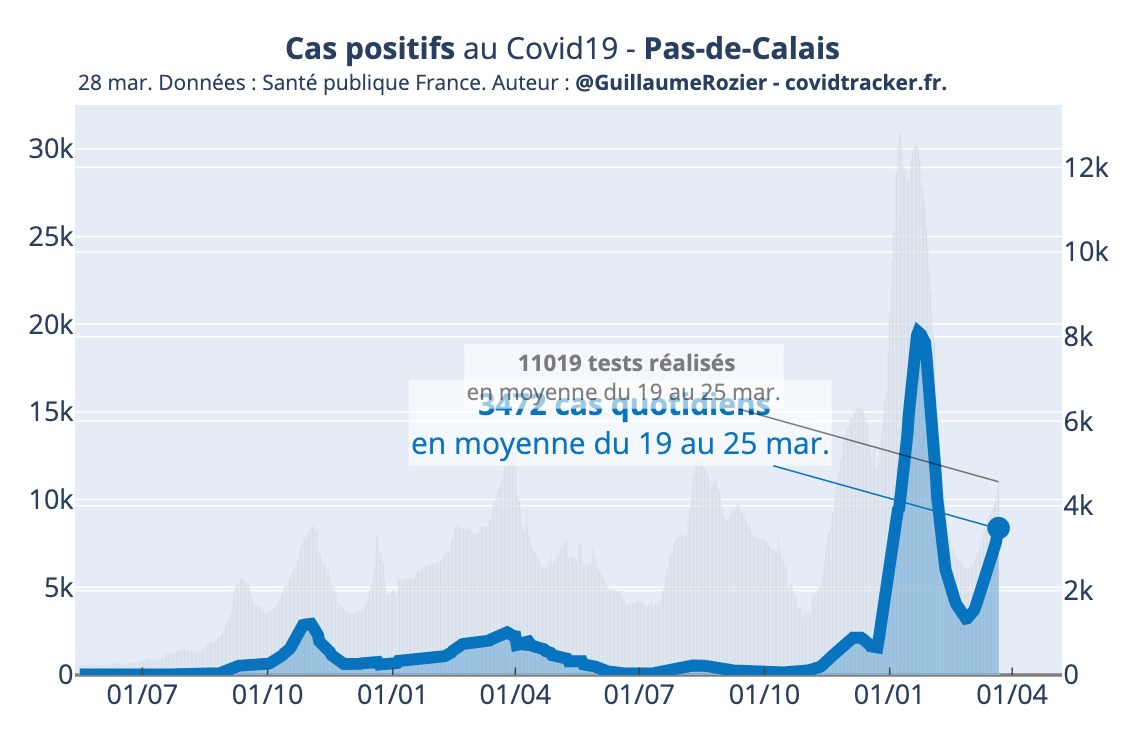 Cas positifs au Covid19 - Pas-de-Calais
28 mar. Données : Santé publique France. Auteur : @GuillaumeRozier - covidtracker.fr.
30k
25k
20k
15k
10k
5k
0
12k
10k
8k
6k
4k
2k
0
11019 tests réalisés
en moyenne du 19 au 25 mar.
3472 cas quotidiens
en moyenne du 19 au 25 mar.
01/07 01/10 01/01 01/04 01/07 01/10 01/01 01/04